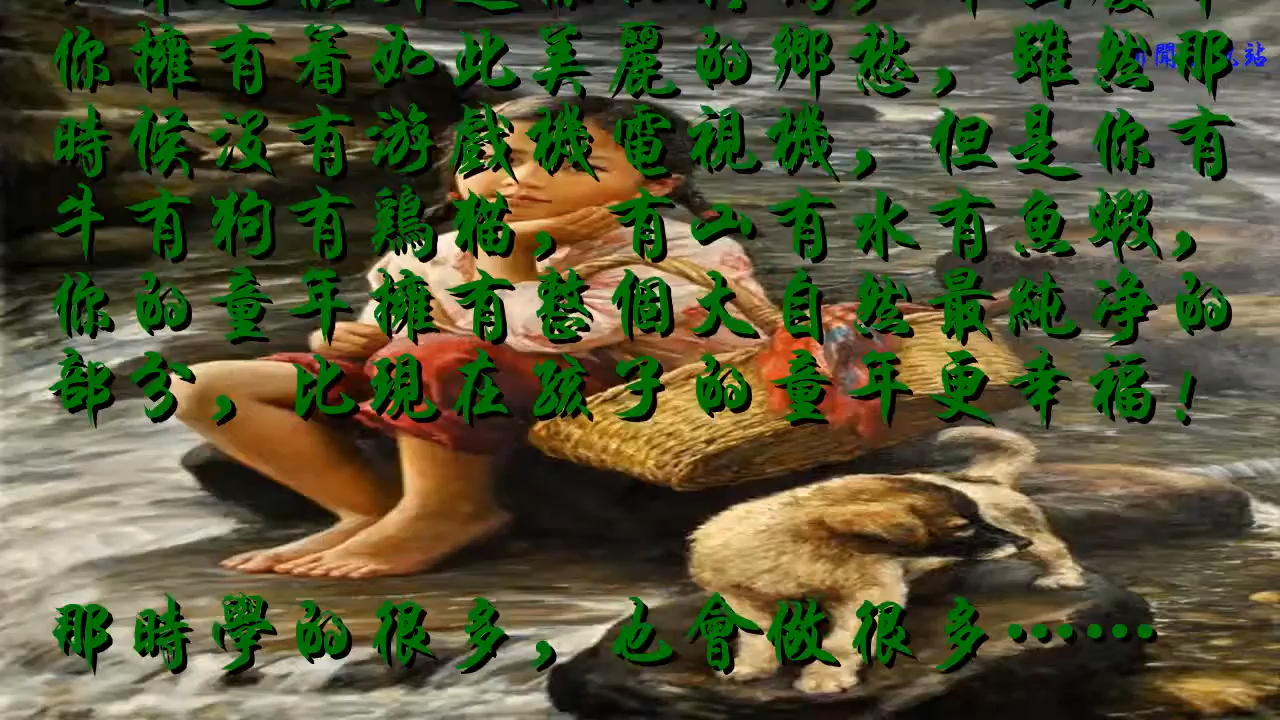 你擁有着如此美麗的鄉愁，雖然那
時候沒有游戲機電視機，但是你有
牛有狗有鶏猫，有山有水有魚蝦，
你的童年擁有整個大自然最純净的
部分，比現在孩子的童年更幸福！
那時學的很多，也會做很多……